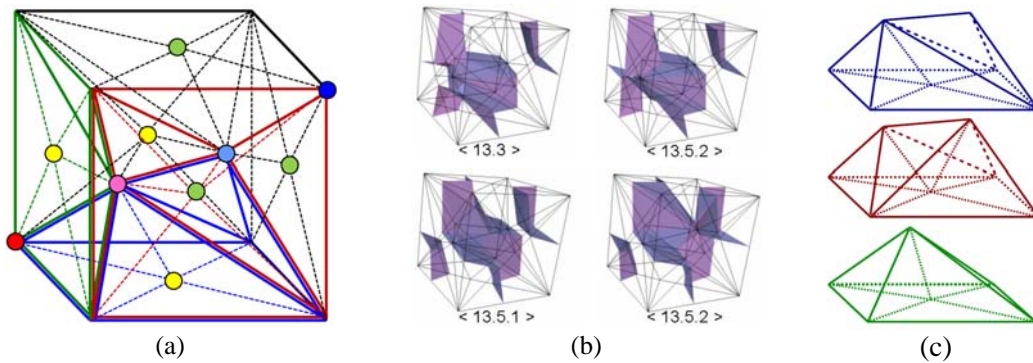 < 13.3 >
< 13.5.2 >
< 13.5.1 >
< 13.5.2 >
(a)
(b)
(c)